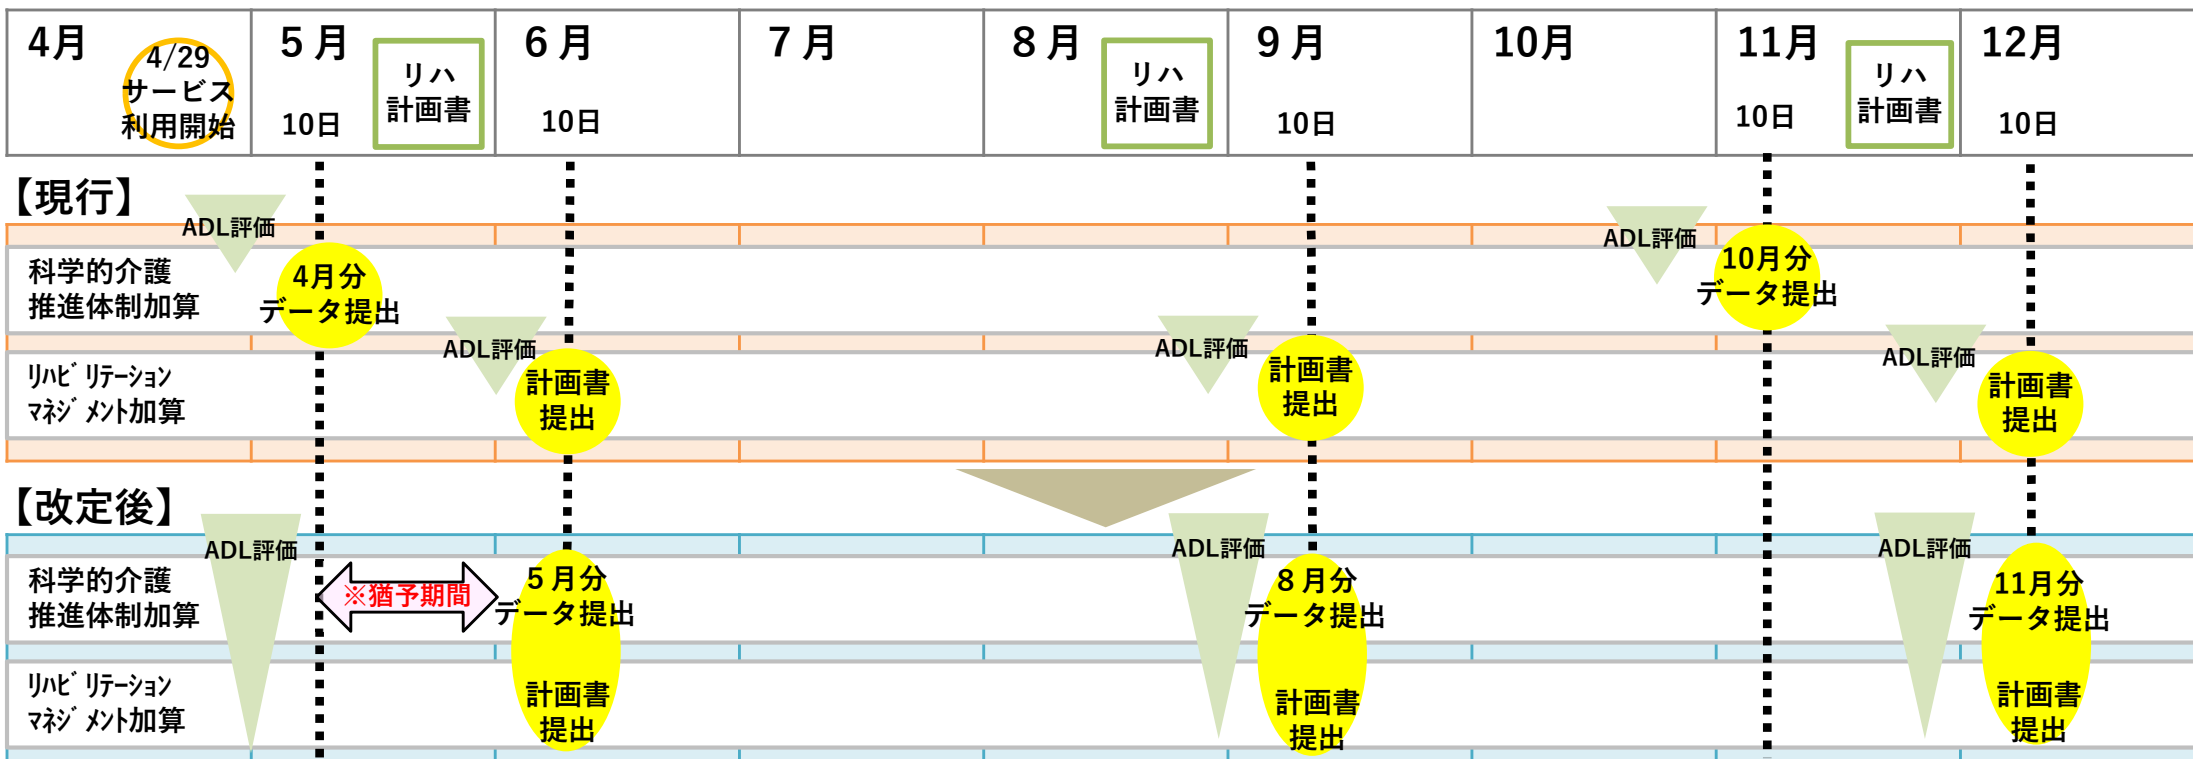 4月
4/29
サービス
利用開始
5月
10日
リハ
計画書
6月
10日
7月
8月
リハ
計画書
9月
10日
10月
11月
10日
リハ
計画書
12月
10日
【現行】
ADL評価
ADL評価
科学的介護
推進体制加算
4月分
データ提出
10月分
データ提出
ADL評価
ADL評価
ADL評価
リハビリテーション
マネジメント加算
計画書
提出
計画書
提出
計画書
提出
【改定後】
ADL評価
ADL評価
ADL評価
科学的介護
推進体制加算
※猶予期間
5月分
データ提出
8月分
データ提出
11月分
データ提出
リハビリテーション
マネジメント加算
計画書
提出
計画書
提出
計画書
提出